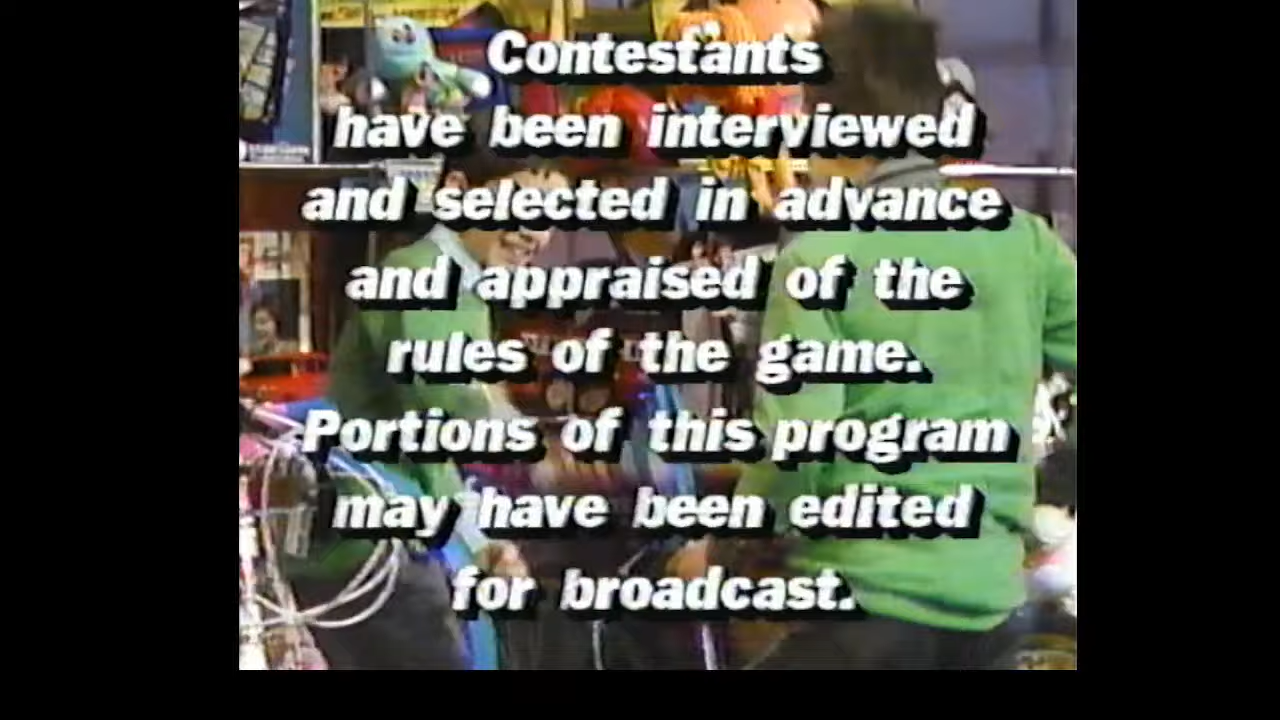 Contestants
have been interviewed
and selected in advance
and appraised of the
rules of the game.
Portions of this program
may have been edited
for broadcast.